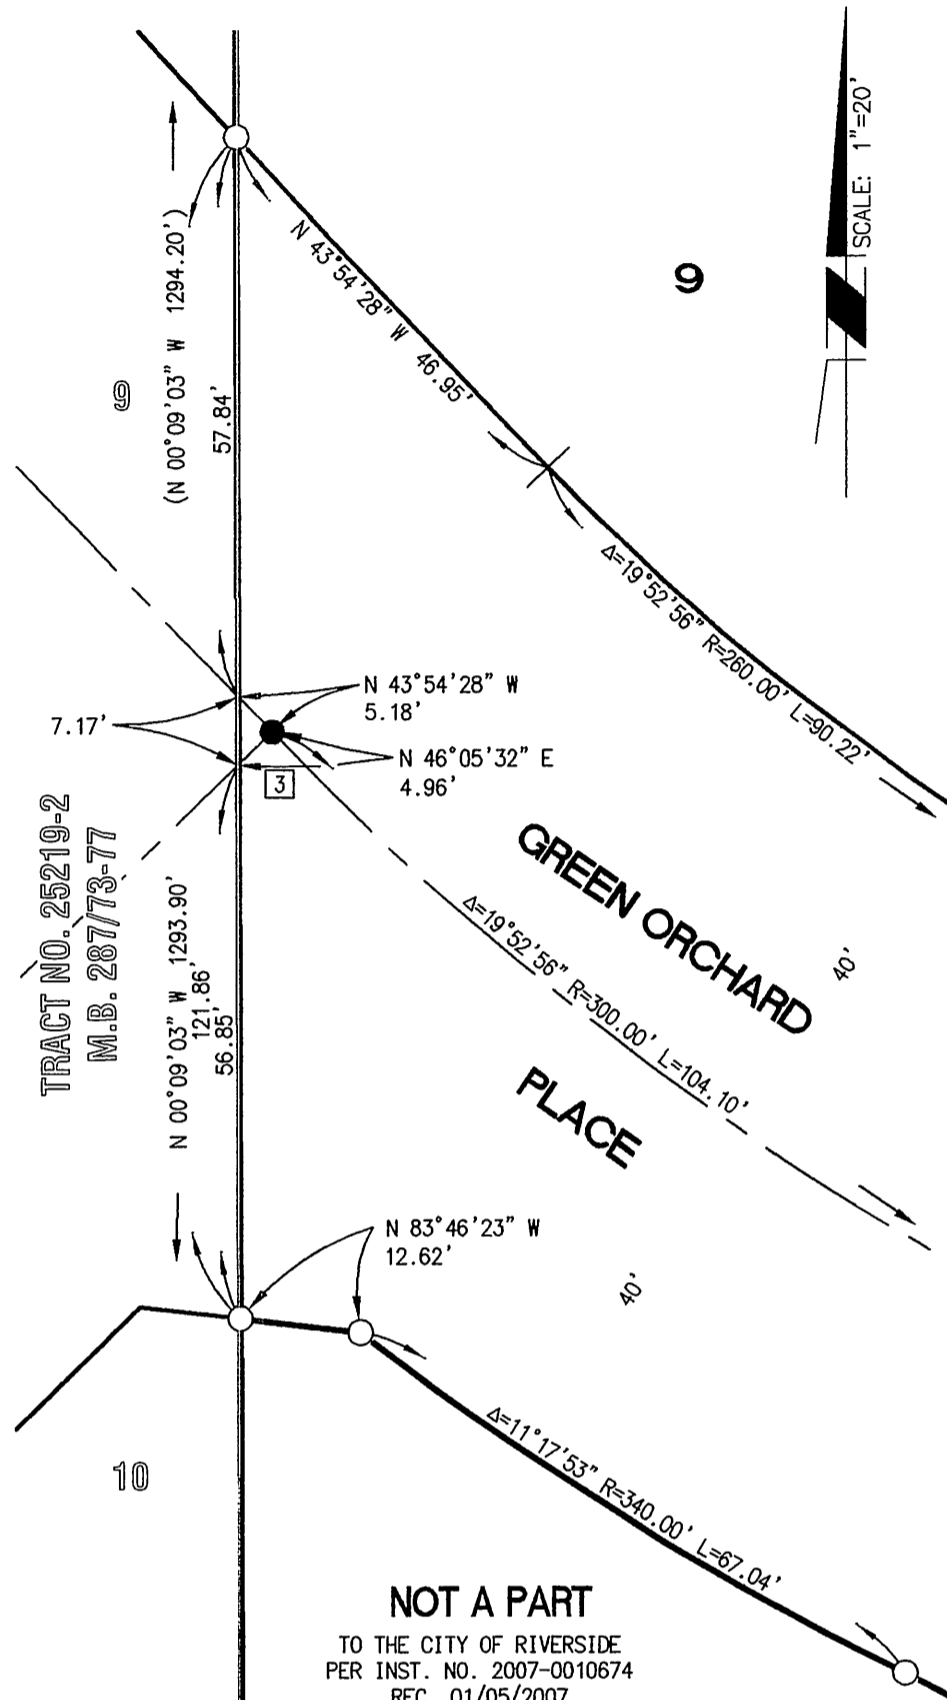 SCALE: 1"=20'
9
N 43°54'28" W 46.95'
(N 00°09'03" W 1294.20')
57.84'
9
Δ=19°52'56" R=260.00' L=90.22'
N 43°54'28" W
5.18'
7.17'
N 46°05'32" E
4.96'
3
TRACT NO. 25219-2
M.B. 287/73-77
GREEN ORCHARD
PLACE
40'
Δ=19°52'56" R=300.00' L=104.10'
N 00°09'03" W 1293.90'
121.86'
56.85'
N 83°46'23" W
12.62'
40'
Δ=11°17'53" R=340.00' L=67.04'
10
NOT A PART
TO THE CITY OF RIVERSIDE
PER INST. NO. 2007-0010674
REC. 01/05/2007